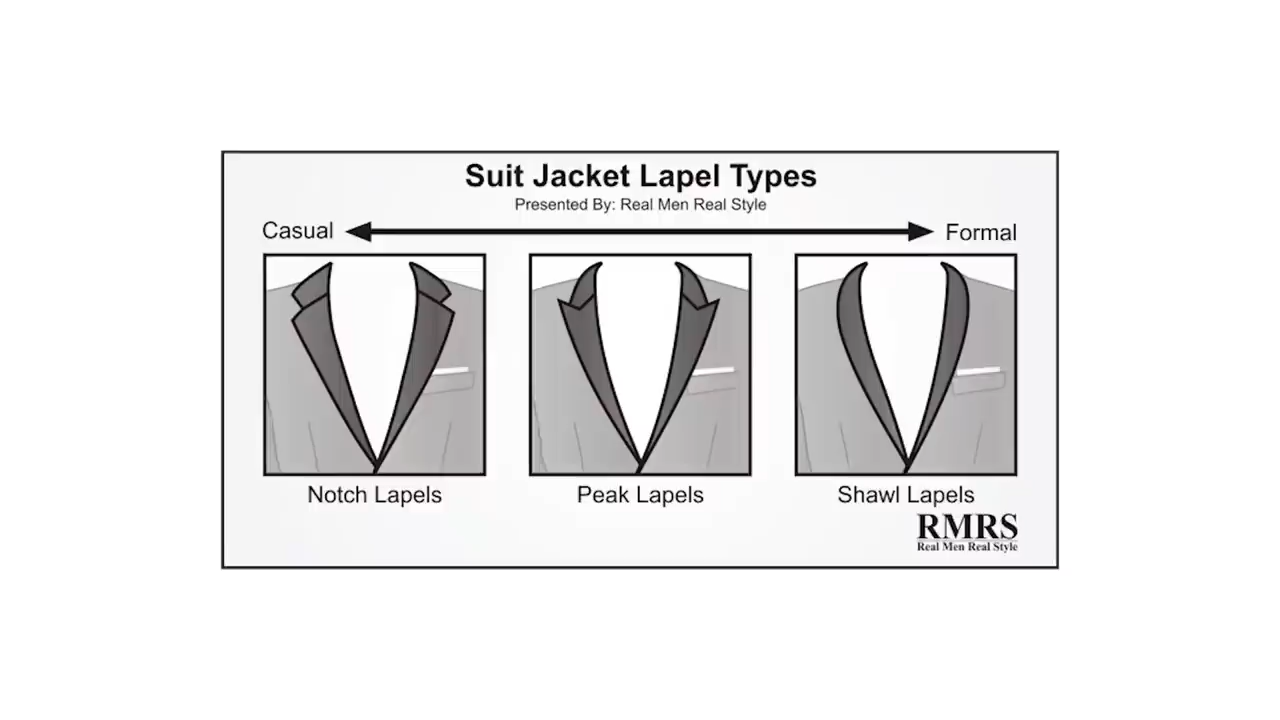 Suit Jacket Lapel Types
Presented By: Real Men Real Style
Casual
Formal
Notch Lapels
Peak Lapels
Shawl Lapels
RMRS
Real Men Real Style